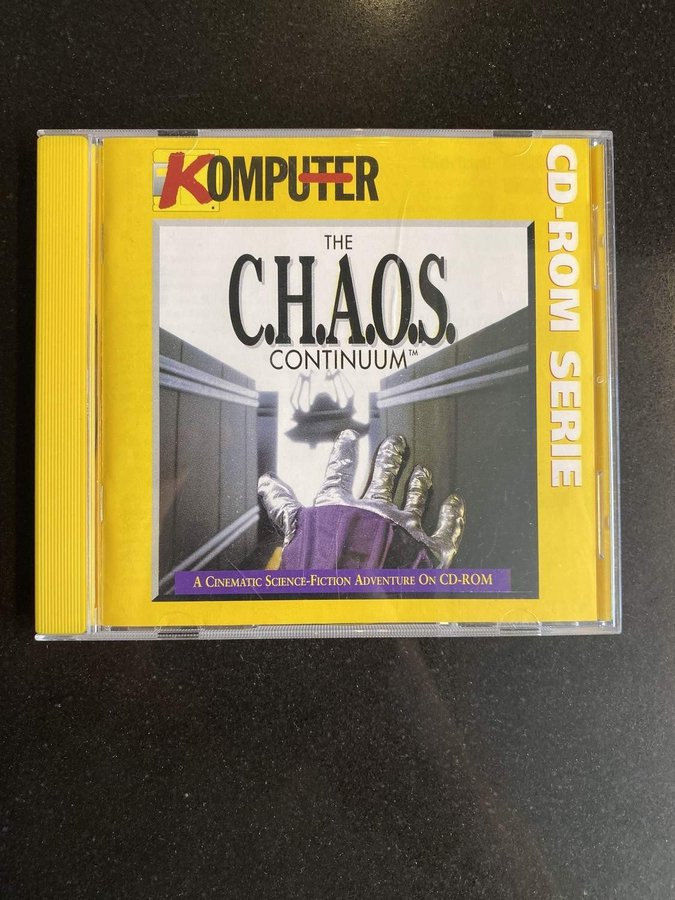 KOMPUTER
THE
C.H.A.O.S.
CONTINUUM™
A CINEMATIC SCIENCE-FICTION ADVENTURE ON CD-ROM
CD-ROM SERIE